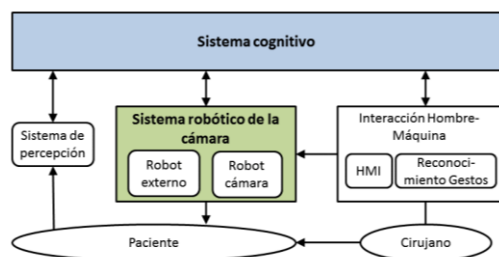 Sistema cognitivo
Sistema robótico de la
cámara
Interacción Hombre-
Máquina
Sistema de
percepción
Robot
externo
Robot
cámara
HMI
Reconoci-
miento Gestos
Paciente
Cirujano